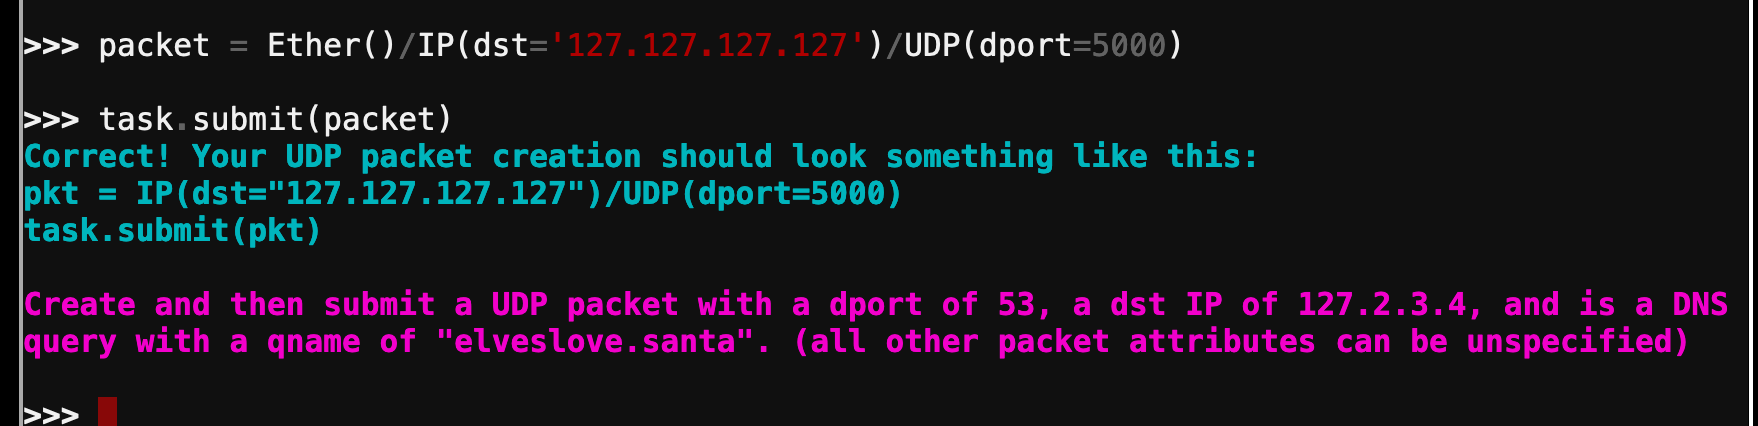 >>> packet = Ether()/IP(dst='127.127.127.127')/UDP(dport=5000)
>>> task.submit(packet)
Correct! Your UDP packet creation should look something like this:
pkt = IP(dst="127.127.127.127")/UDP(dport=5000)
task.submit(pkt)
Create and then submit a UDP packet with a dport of 53, a dst IP of 127.2.3.4, and is a DNS
query with a qname of "elveslove.santa". (all other packet attributes can be unspecified)
>>>